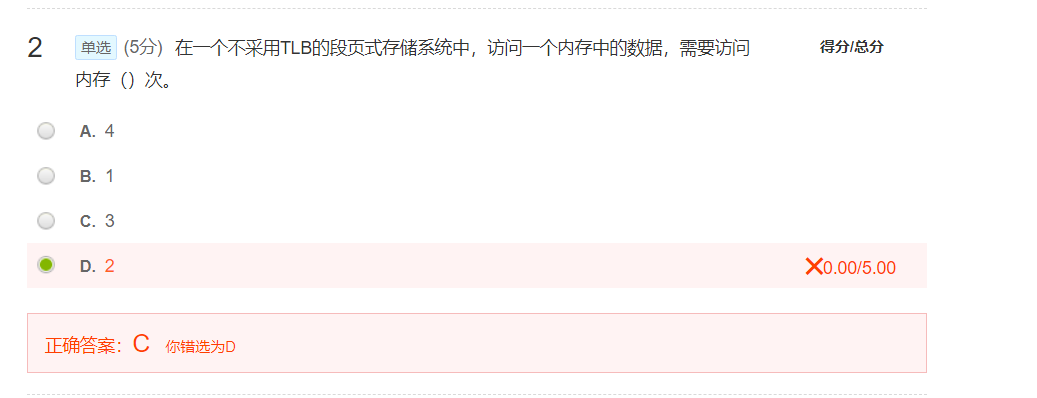 2 单选 (5分) 在一个不采用TLB的段页式存储系统中，访问一个内存中的数据，需要访问 得分/总分
内存（）次。
A. 4
B. 1
C. 3
D. 2 ✕0.00/5.00
正确答案：C 你错选为D